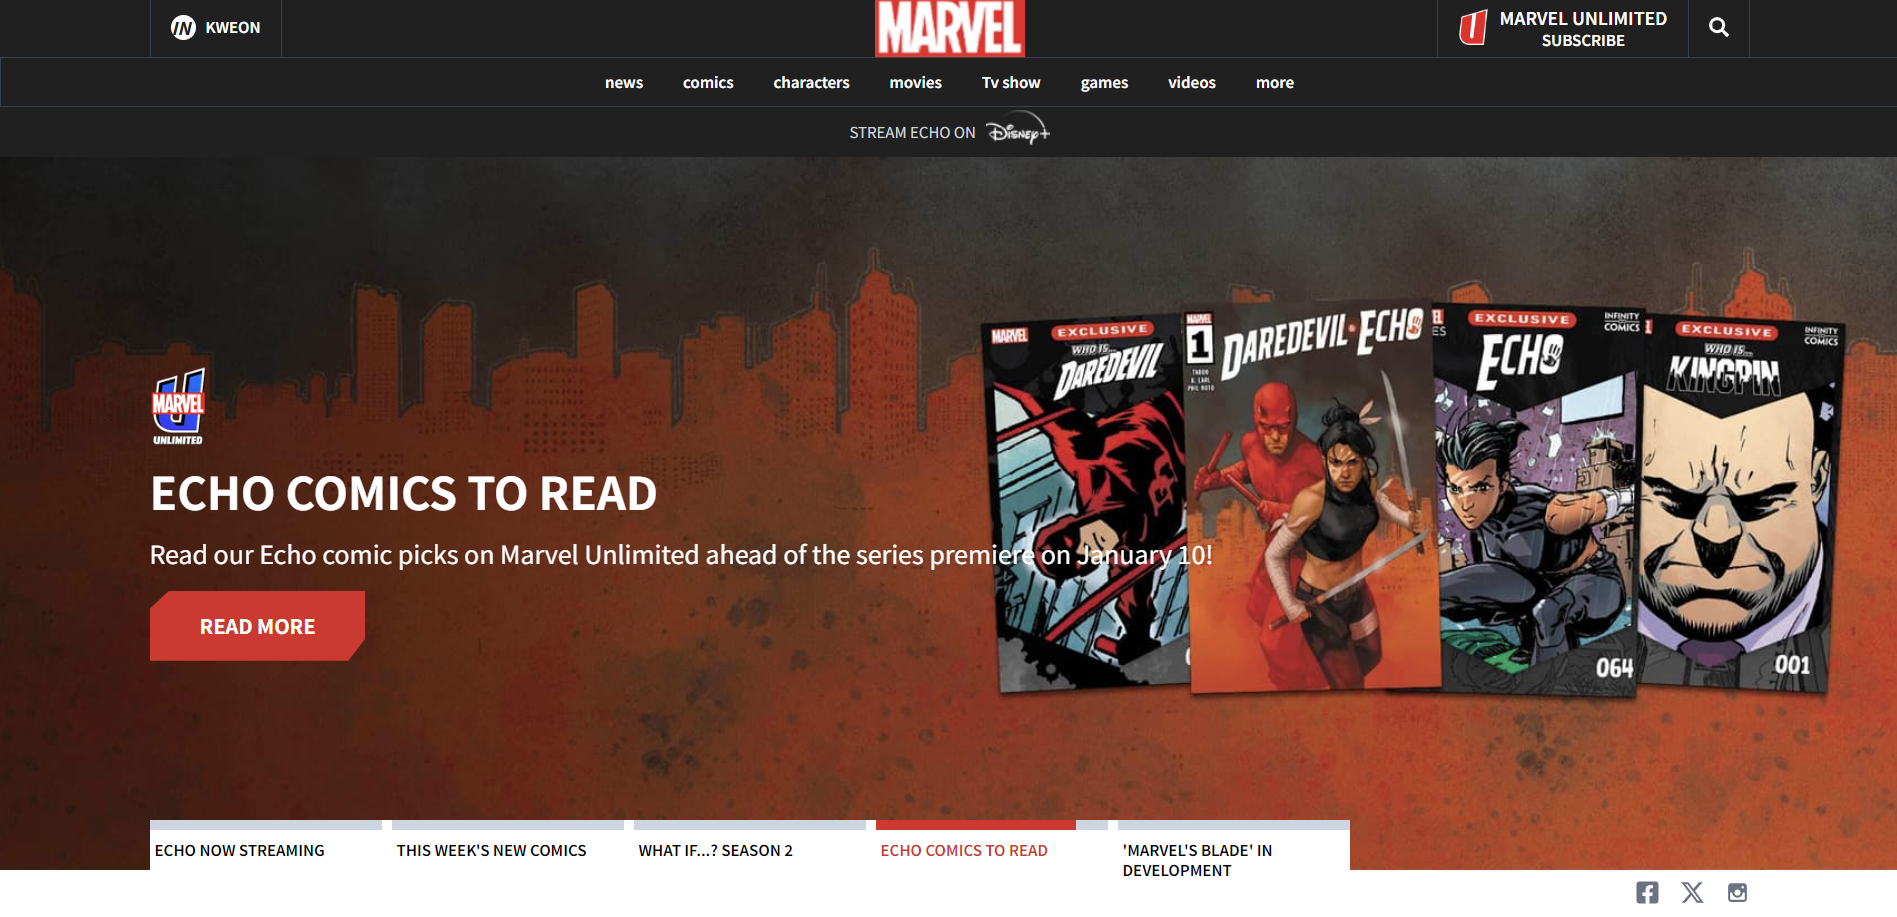 IN KWEON
MARVEL
MARVEL UNLIMITED
SUBSCRIBE
news comics characters movies Tv show games videos more
STREAM ECHO ON Disney+
MARVEL
UNLIMITED
ECHO COMICS TO READ
Read our Echo comic picks on Marvel Unlimited ahead of the series premiere on January 10!
READ MORE
MARVEL
EXCLUSIVE
WHO IS...
DAREDEVIL
MARVEL
1
DAREDEVIL • ECHO
PHIL NOTO
EXCLUSIVE
INFINITY
COMICS
ECHO
064
EXCLUSIVE
INFINITY
COMICS
WHO IS...
KINGPIN
001
ECHO NOW STREAMING
THIS WEEK'S NEW COMICS
WHAT IF...? SEASON 2
ECHO COMICS TO READ
'MARVEL'S BLADE' IN
DEVELOPMENT